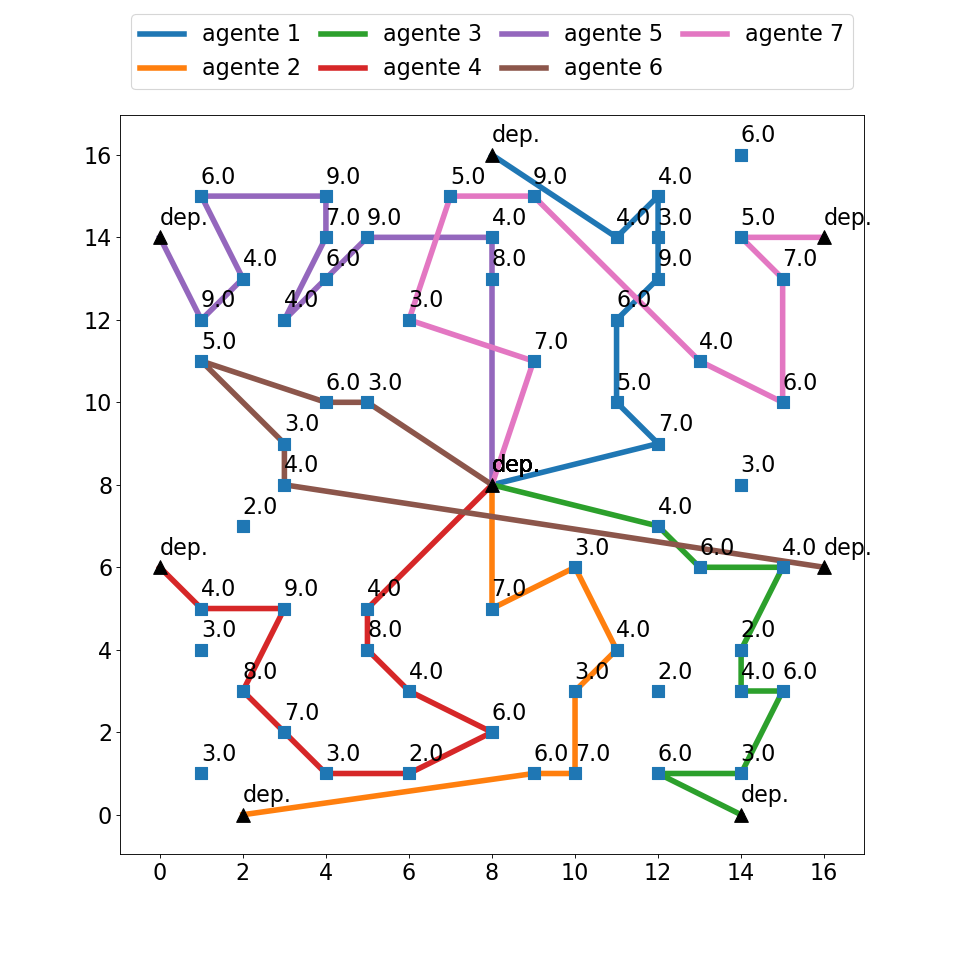 agente 1 agente 3 agente 5 agente 7
agente 2 agente 4 agente 6
dep. 6.0
6.0 9.0 5.0 9.0 4.0
dep. 7.0 9.0 4.0 4.0 3.0 5.0 dep.
4.0 6.0 8.0 9.0 7.0
9.0 4.0 3.0 6.0
5.0 7.0 4.0
6.0 3.0 5.0 6.0
3.0 7.0
4.0 dep. 3.0
2.0 4.0
dep. 3.0 6.0 4.0 dep.
4.0 9.0 4.0 7.0
3.0 8.0 4.0 2.0
8.0 4.0 3.0 2.0 4.0 6.0
7.0 6.0
3.0 3.0 2.0 6.0 7.0 6.0 3.0
dep. dep.
16
14
12
10
8
6
4
2
0
0 2 4 6 8 10 12 14 16